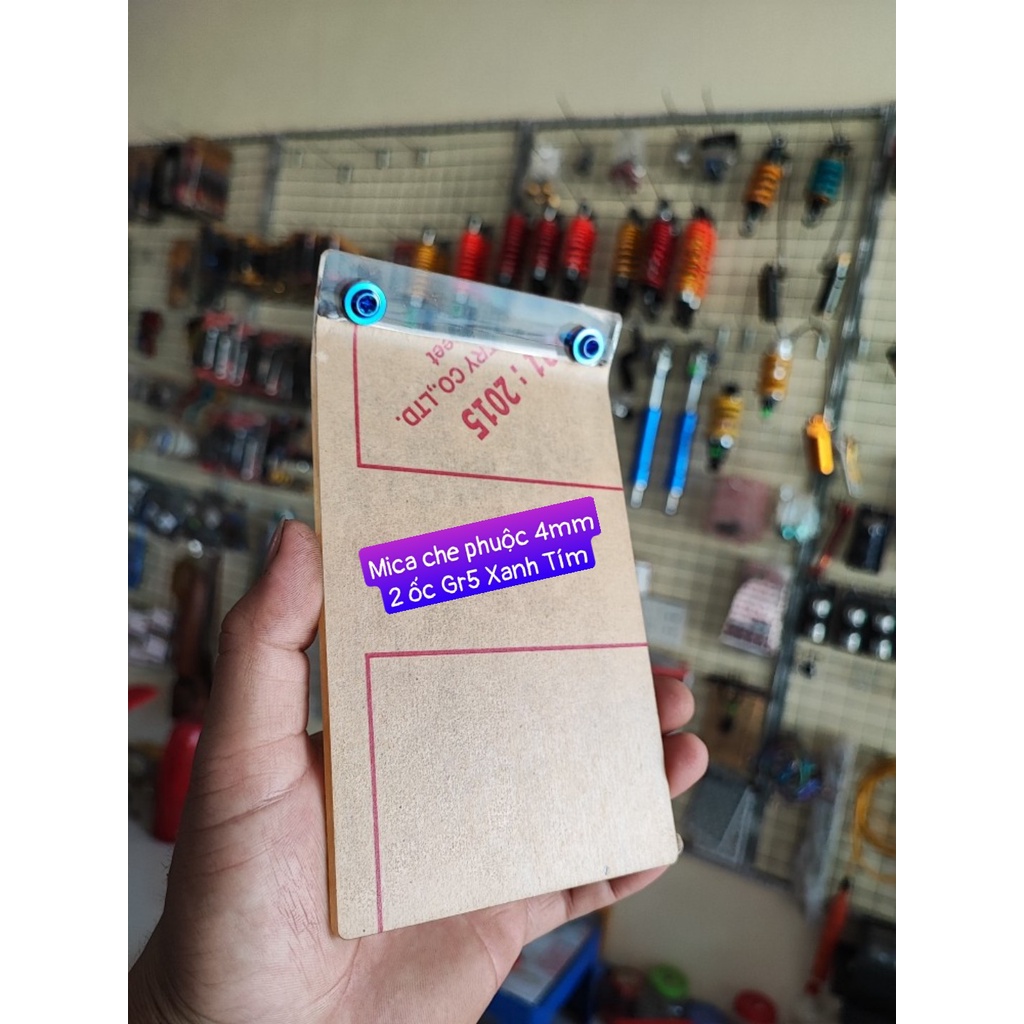 Mica che phuộc 4mm
2 ốc Gr5 Xanh Tím
: 2015
CO.,LTD.